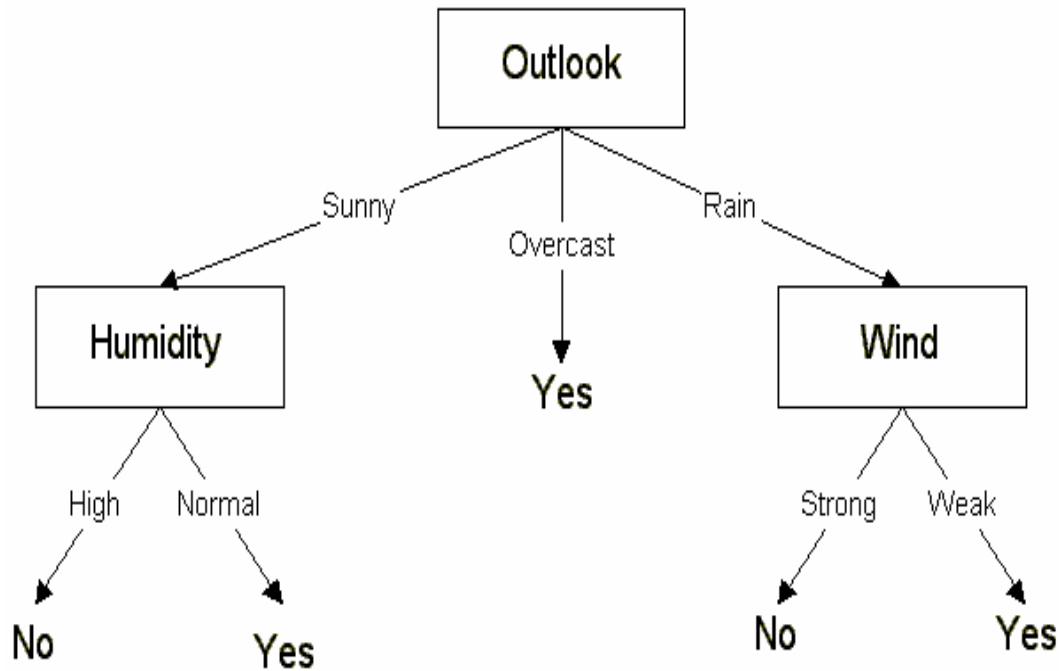 Outlook
Sunny
Overcast
Rain
Humidity
Yes
Wind
High
Normal
Strong
Weak
No
Yes
No
Yes